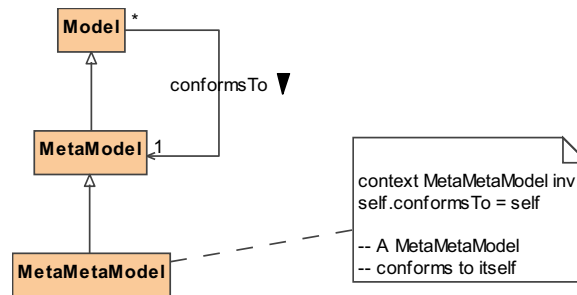 Model
*
conformsTo
MetaModel
1
MetaMetaModel
context MetaMetaModel inv
self.conformsTo = self
-- A MetaMetaModel
-- conforms to itself